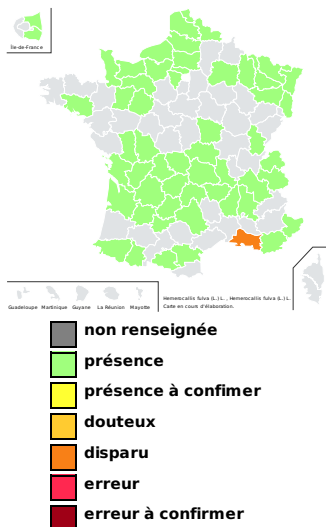 Île-de-France
Guadeloupe Martinique Guyane La Réunion Mayotte
Hemerocallis fulva (L.) L. , Hemerocallis fulva (L.) L.
Carte en cours d'élaboration.
non renseignée
présence
présence à confimer
douteux
disparu
erreur
erreur à confirmer